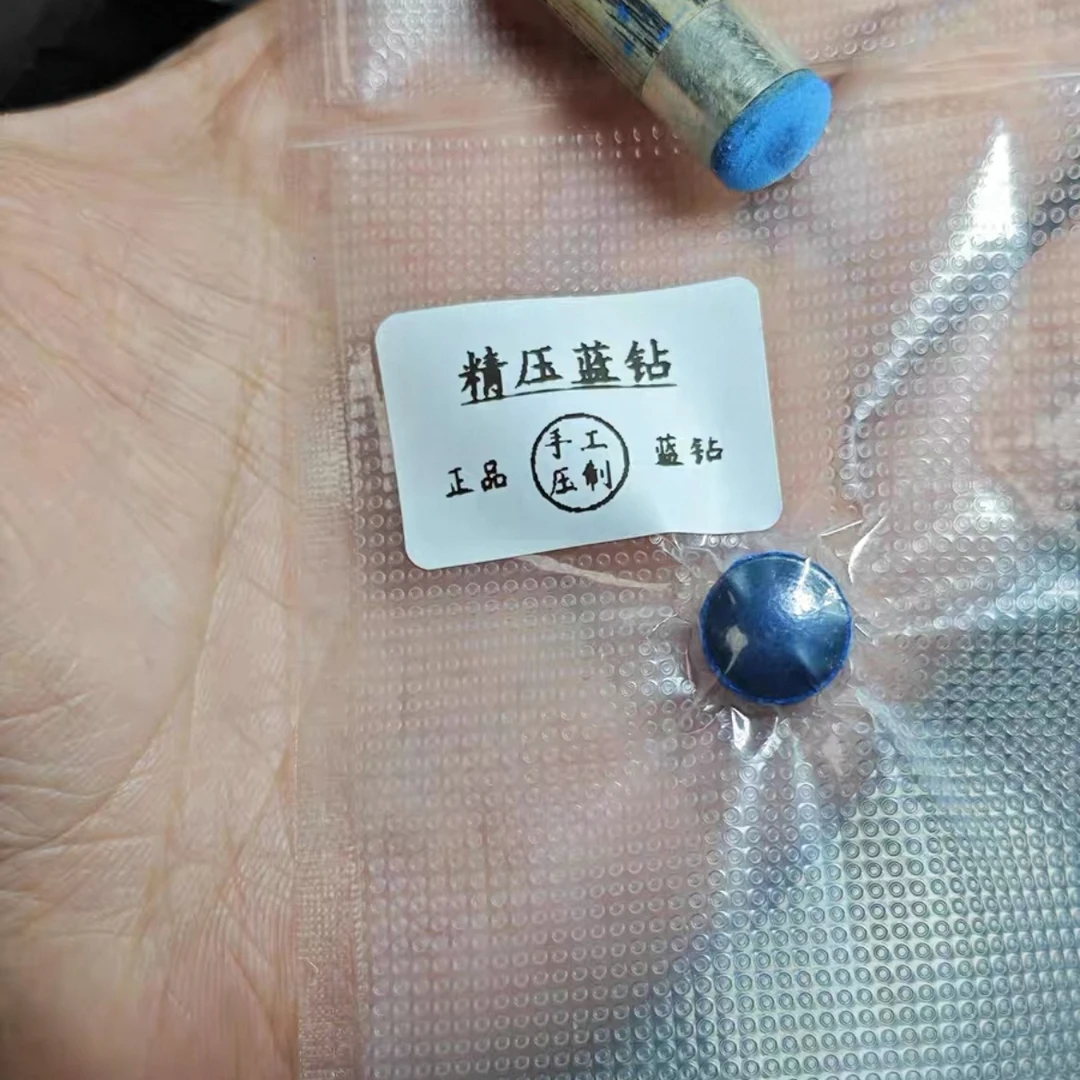 精压蓝钻
正品 手工 蓝钻
压制